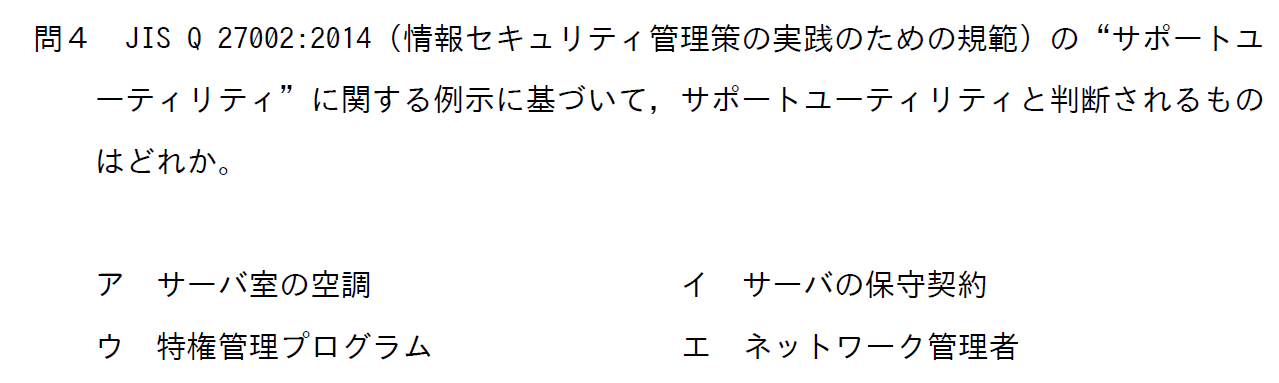 問４　JIS Q 27002:2014（情報セキュリティ管理策の実践のための規範）の“サポートユ
ーティリティ”に関する例示に基づいて，サポートユーティリティと判断されるもの
はどれか。
ア　サーバ室の空調　イ　サーバの保守契約
ウ　特権管理プログラム　エ　ネットワーク管理者